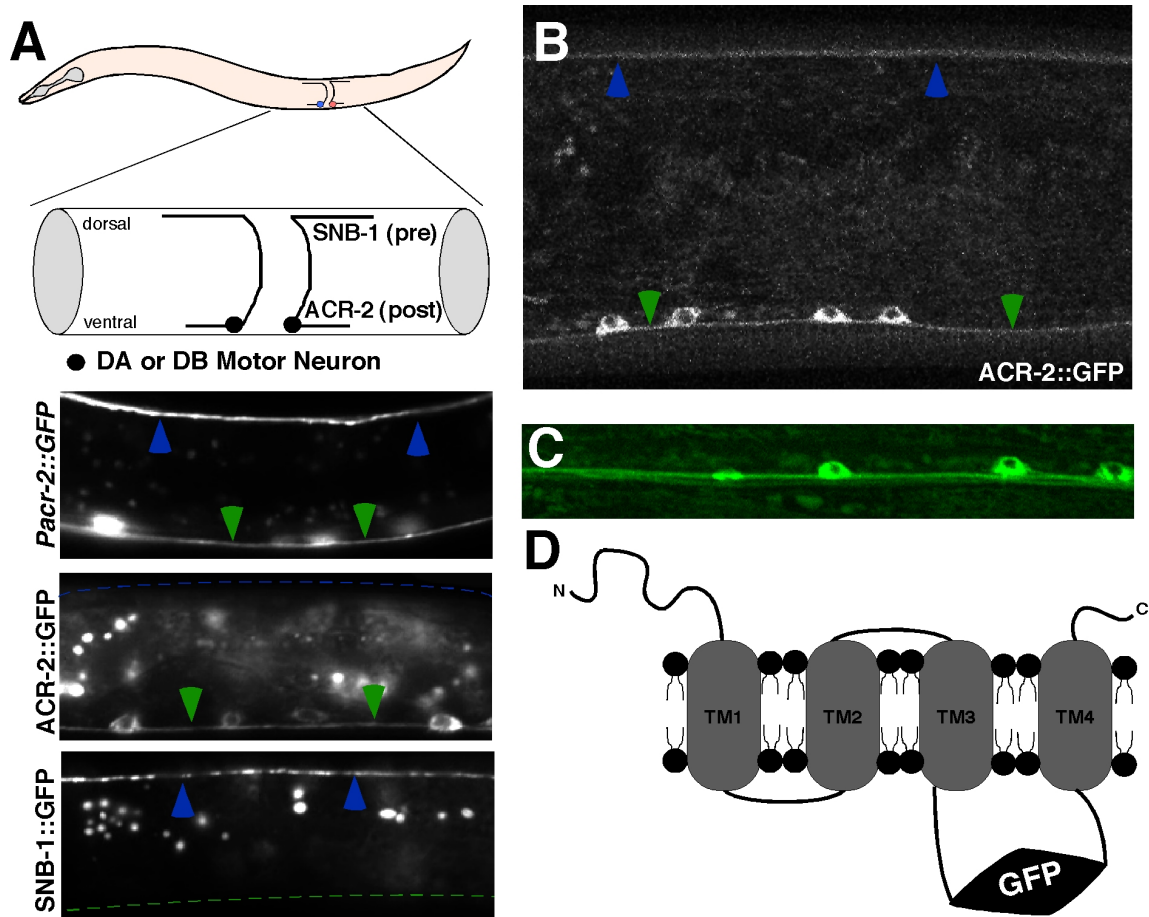 A
dorsal
SNB-1 (pre)
ACR-2 (post)
ventral
DA or DB Motor Neuron
Pacr-2::GFP
ACR-2::GFP
SNB-1::GFP
B
ACR-2::GFP
C
D
N
C
TM1
TM2
TM3
TM4
GFP